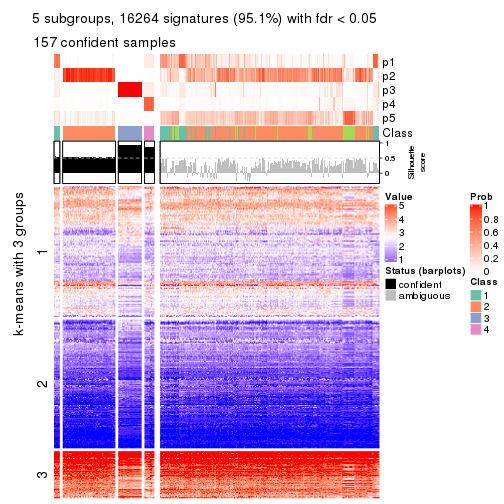 5 subgroups, 16264 signatures (95.1%) with fdr < 0.05
157 confident samples
p1
p2
p3
p4
p5
Class
1
0.5
0
Silhouette
score
k-means with 3 groups
1
2
3
Value
5
4
3
2
1
Status (barplots)
confident
ambiguous
Prob
1
0.8
0.6
0.4
0.2
0
Class
1
2
3
4